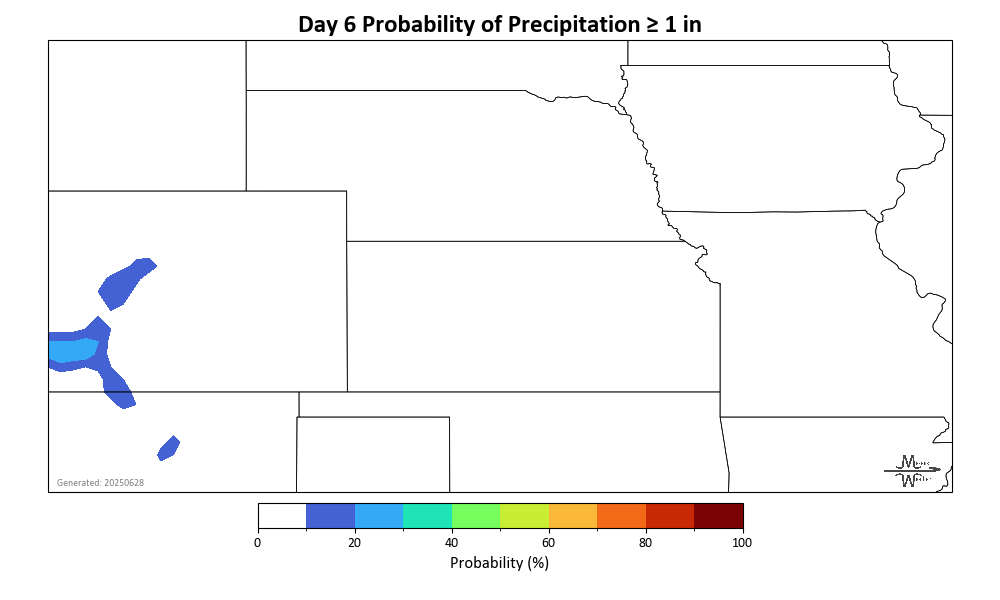 Day 6 Probability of Precipitation ≥ 1 in
Generated: 20250628
0 20 40 60 80 100
Probability (%)